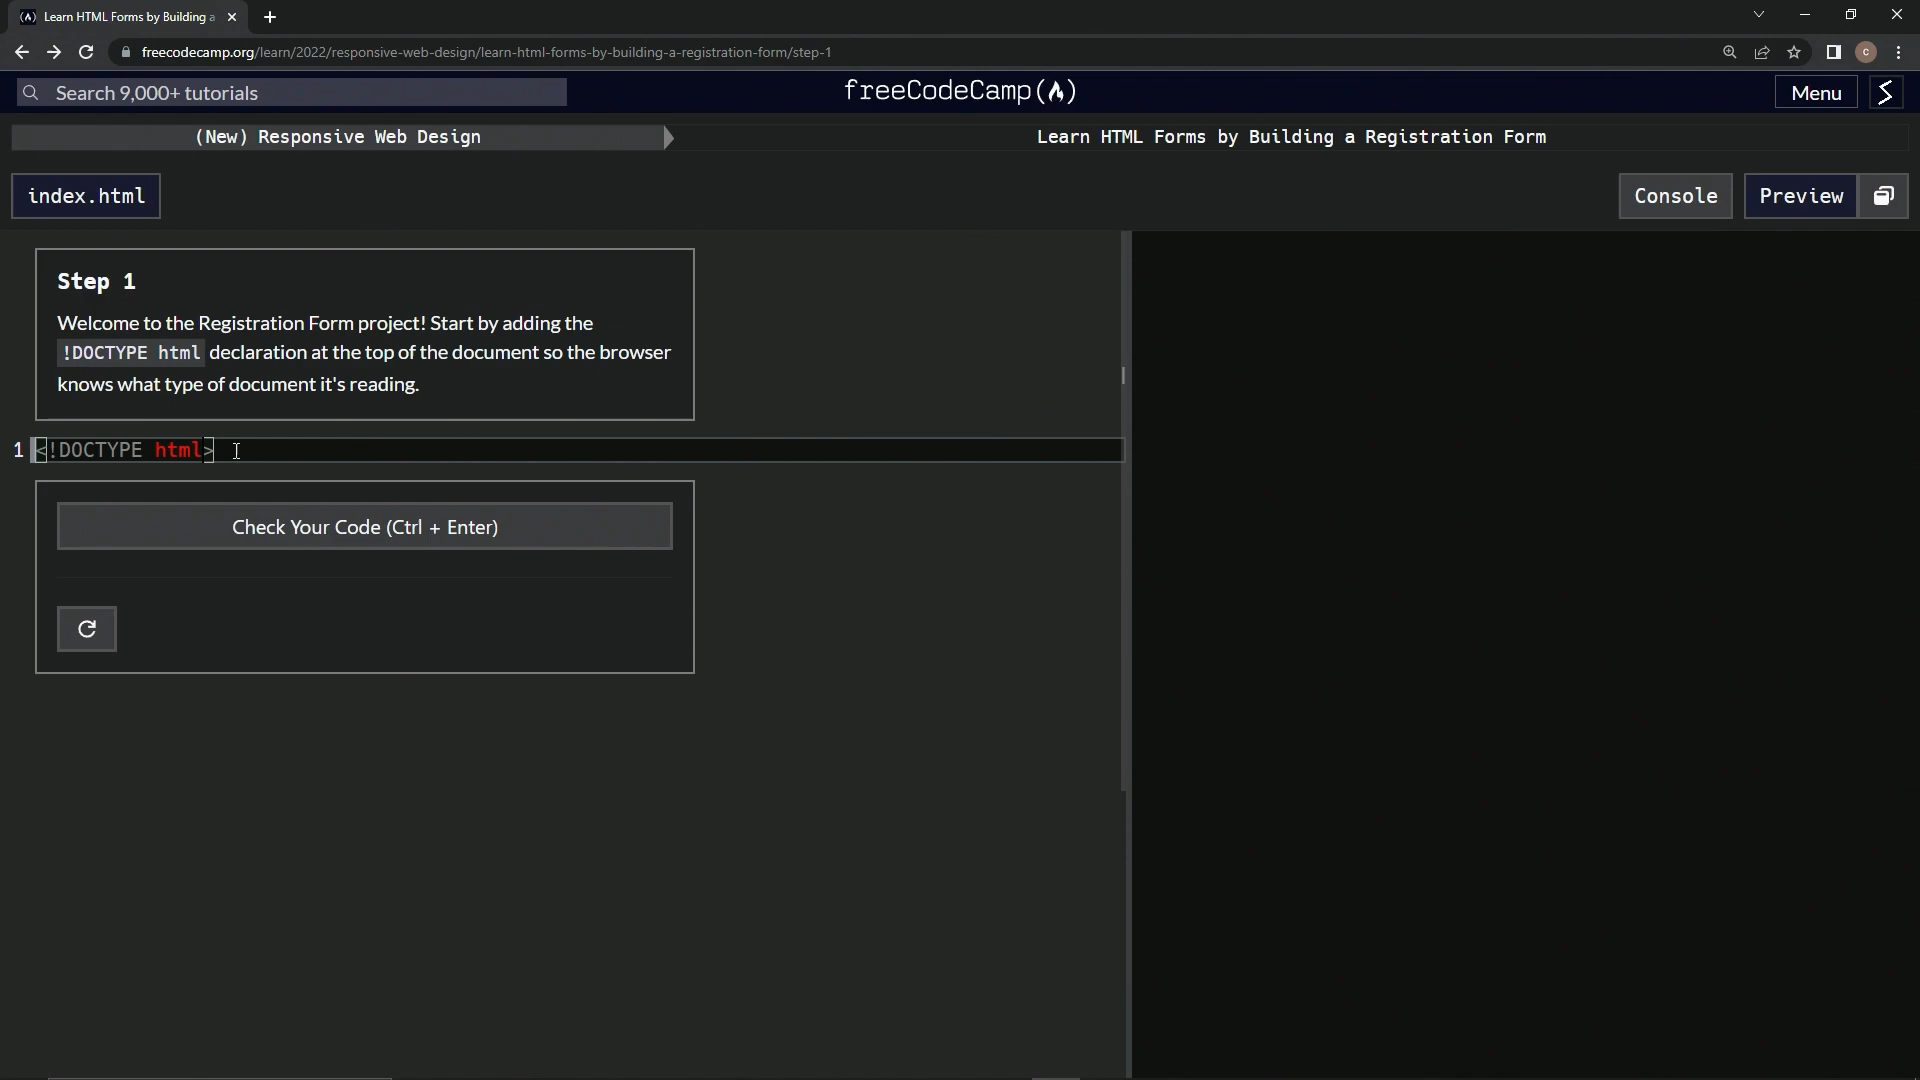 Learn HTML Forms by Building a
freecodecamp.org/learn/2022/responsive-web-design/learn-html-forms-by-building-a-registration-form/step-1
C
Search 9,000+ tutorials
freeCodeCamp
Menu
(New) Responsive Web Design
Learn HTML Forms by Building a Registration Form
index.html
Console
Preview
Step 1
Welcome to the Registration Form project! Start by adding the
!DOCTYPE html declaration at the top of the document so the browser
knows what type of document it's reading.
1 <!DOCTYPE html>
Check Your Code (Ctrl + Enter)